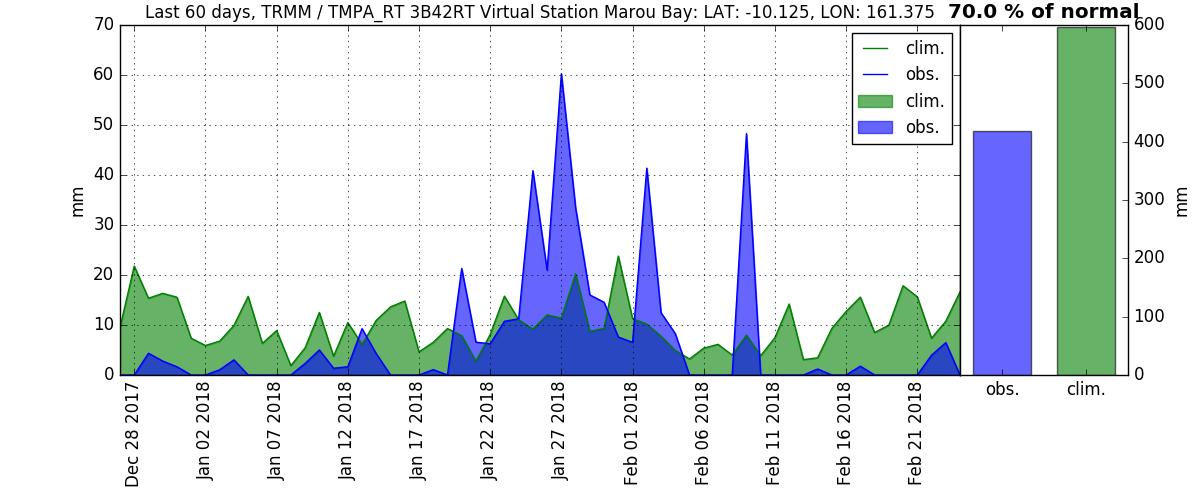 Last 60 days, TRMM / TMPA_RT 3B42RT Virtual Station Marou Bay: LAT: -10.125, LON: 161.375
70.0 % of normal
mm
70
60
50
40
30
20
10
0
clim.
obs.
clim.
obs.
Dec 28 2017
Jan 02 2018
Jan 07 2018
Jan 12 2018
Jan 17 2018
Jan 22 2018
Jan 27 2018
Feb 01 2018
Feb 06 2018
Feb 11 2018
Feb 16 2018
Feb 21 2018
obs.
clim.
600
500
400
300
200
100
0
mm